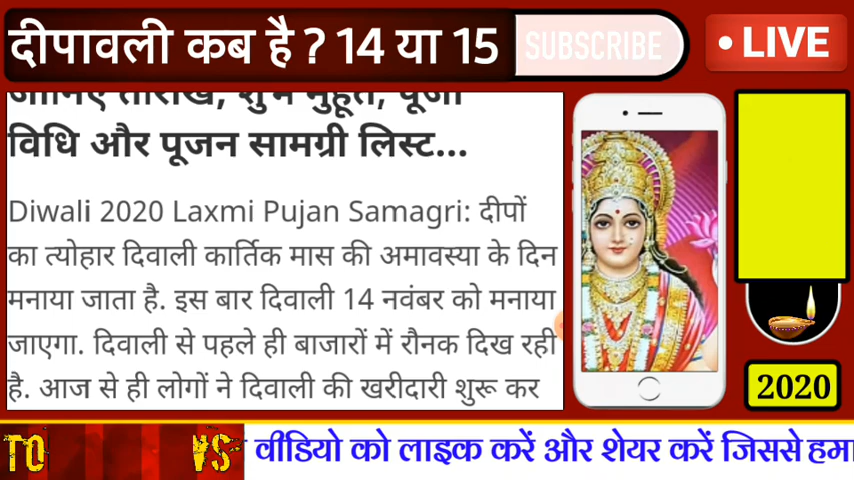 दीपावली कब है ? 14 या 15
SUBSCRIBE
LIVE
जानिए तारीख, शुभ मुहूर्त, पूजा
विधि और पूजन सामग्री लिस्ट...
Diwali 2020 Laxmi Pujan Samagri: दीपों
का त्योहार दिवाली कार्तिक मास की अमावस्या के दिन
मनाया जाता है. इस बार दिवाली 14 नवंबर को मनाया
जाएगा. दिवाली से पहले ही बाजारों में रौनक दिख रही
है. आज से ही लोगों ने दिवाली की खरीदारी शुरू कर
2020
TO
वीडियो को लाइक करें और शेयर करें जिससे हमा